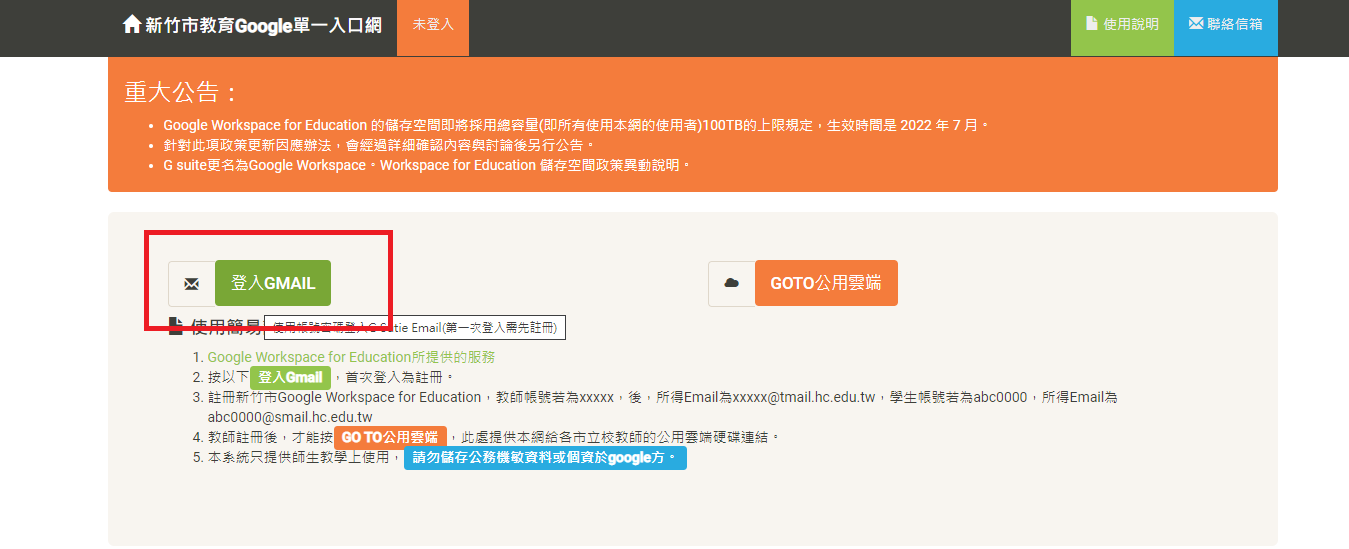 新竹市教育Google單一入口網
未登入
使用說明
聯絡信箱
重大公告：
Google Workspace for Education 的儲存空間即將採用總容量(即所有使用本網的使用者)100TB的上限規定，生效時間是 2022 年 7 月。
針對此項政策更新因應辦法，會經過詳細確認內容與討論後另行公告。
G suite更名為Google Workspace。Workspace for Education 儲存空間政策異動說明。
登入GMAIL
GOTO公用雲端
使用簡易
使用帳號密碼登入G Sutie Email(第一次登入需先註冊)
1. Google Workspace for Education所提供的服務
2. 按以下 登入Gmail ，首次登入為註冊。
3. 註冊新竹市Google Workspace for Education，教師帳號若為xxxxx，後，所得Email為xxxxx@tmail.hc.edu.tw，學生帳號若為abc0000，所得Email為
abc0000@smail.hc.edu.tw
4. 教師註冊後，才能按 GO TO公用雲端 ，此處提供本網給各市立校教師的公用雲端硬碟連結。
5. 本系統只提供師生教學上使用， 請勿儲存公務機敏資料或個資於google方。